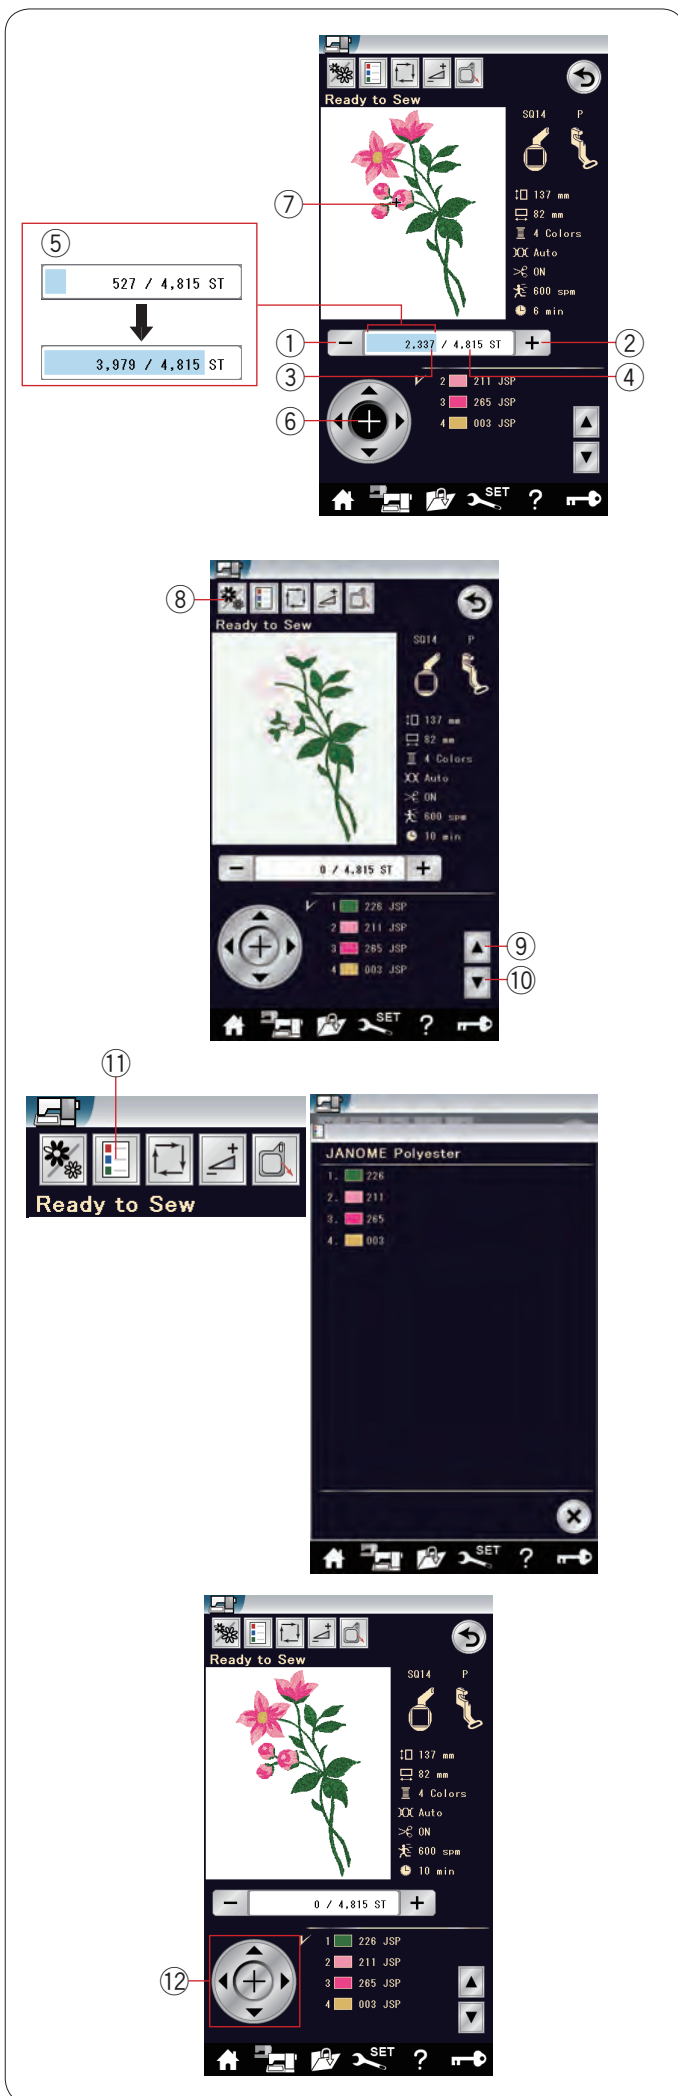 Ready to Sew
SQ14 P
⑦
137 mm
82 mm
4 Colors
Auto
ON
600 spm
6 min
⑤
527 / 4,815 ST
3,979 / 4,815 ST
① − 2,337 / 4,815 ST + ②
③ ④
2 211 JSP
3 265 JSP
4 003 JSP
⑥
SET ?
⑧
Ready to Sew
SQ14 P
137 mm
82 mm
4 Colors
Auto
ON
600 spm
10 min
− 0 / 4,815 ST +
1 226 JSP
2 211 JSP
3 265 JSP
4 003 JSP
⑨
⑩
SET ?
⑪
Ready to Sew
JANOME Polyester
1. 226
2. 211
3. 265
4. 003
SET ?
Ready to Sew
SQ14 P
137 mm
82 mm
4 Colors
Auto
ON
600 spm
10 min
− 0 / 4,815 ST +
1 226 JSP
2 211 JSP
3 265 JSP
4 003 JSP
⑫
SET ?